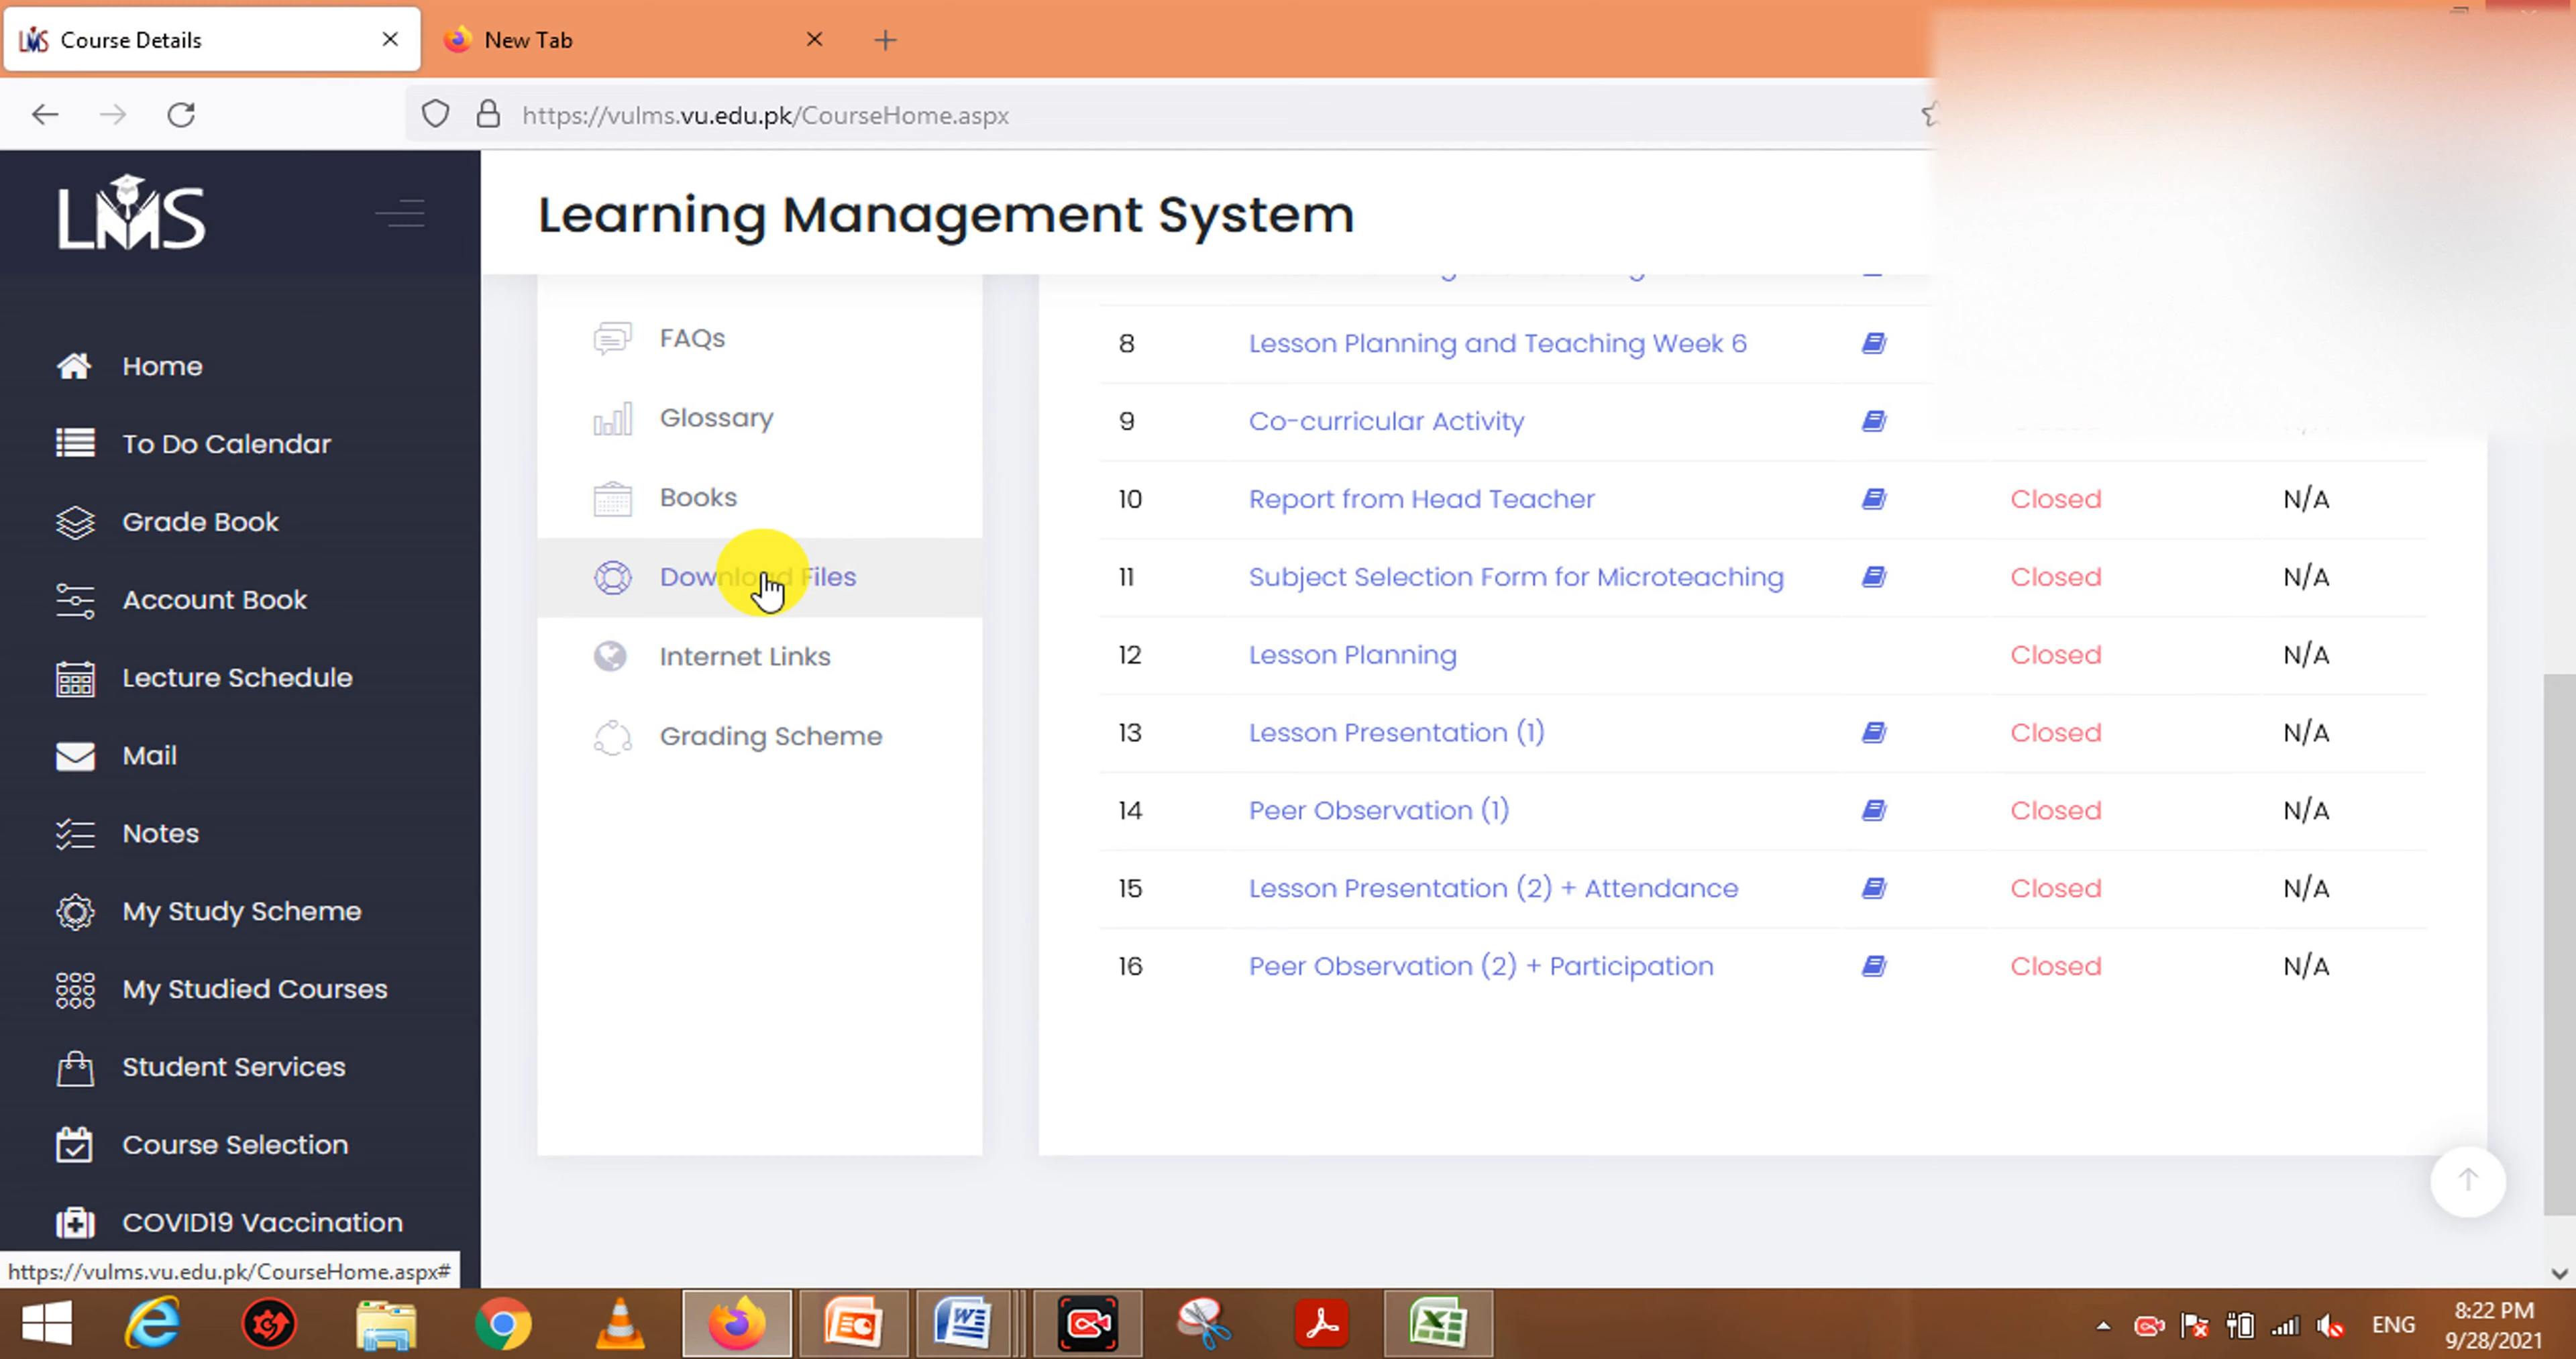 Course Details
New Tab
https://vulms.vu.edu.pk/CourseHome.aspx
LMS
Learning Management System
Home
To Do Calendar
Grade Book
Account Book
Lecture Schedule
Mail
Notes
My Study Scheme
My Studied Courses
Student Services
Course Selection
COVID19 Vaccination
https://vulms.vu.edu.pk/CourseHome.aspx#
FAQs
Glossary
Books
Download Files
Internet Links
Grading Scheme
8 Lesson Planning and Teaching Week 6
9 Co-curricular Activity
10 Report from Head Teacher Closed N/A
11 Subject Selection Form for Microteaching Closed N/A
12 Lesson Planning Closed N/A
13 Lesson Presentation (1) Closed N/A
14 Peer Observation (1) Closed N/A
15 Lesson Presentation (2) + Attendance Closed N/A
16 Peer Observation (2) + Participation Closed N/A
ENG
8:22 PM
9/28/2021